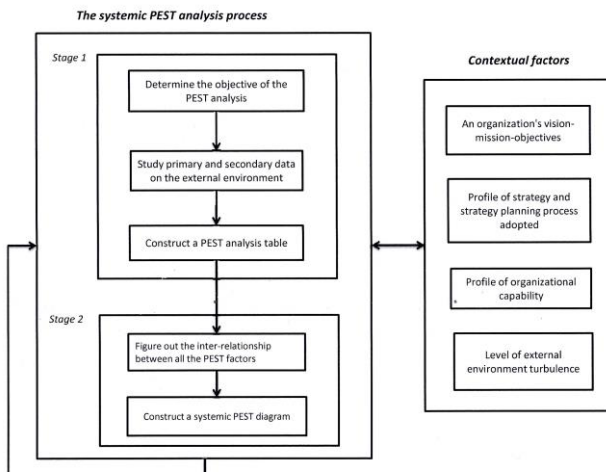 The systemic PEST analysis process
Stage 1
Determine the objective of the
PEST analysis
Study primary and secondary data
on the external environment
Construct a PEST analysis table
Stage 2
Figure out the inter-relationship
between all the PEST factors
Construct a systemic PEST diagram
Contextual factors
An organization's vision-
mission-objectives
Profile of strategy and
strategy planning process
adopted
Profile of organizational
capability
Level of external
environment turbulence